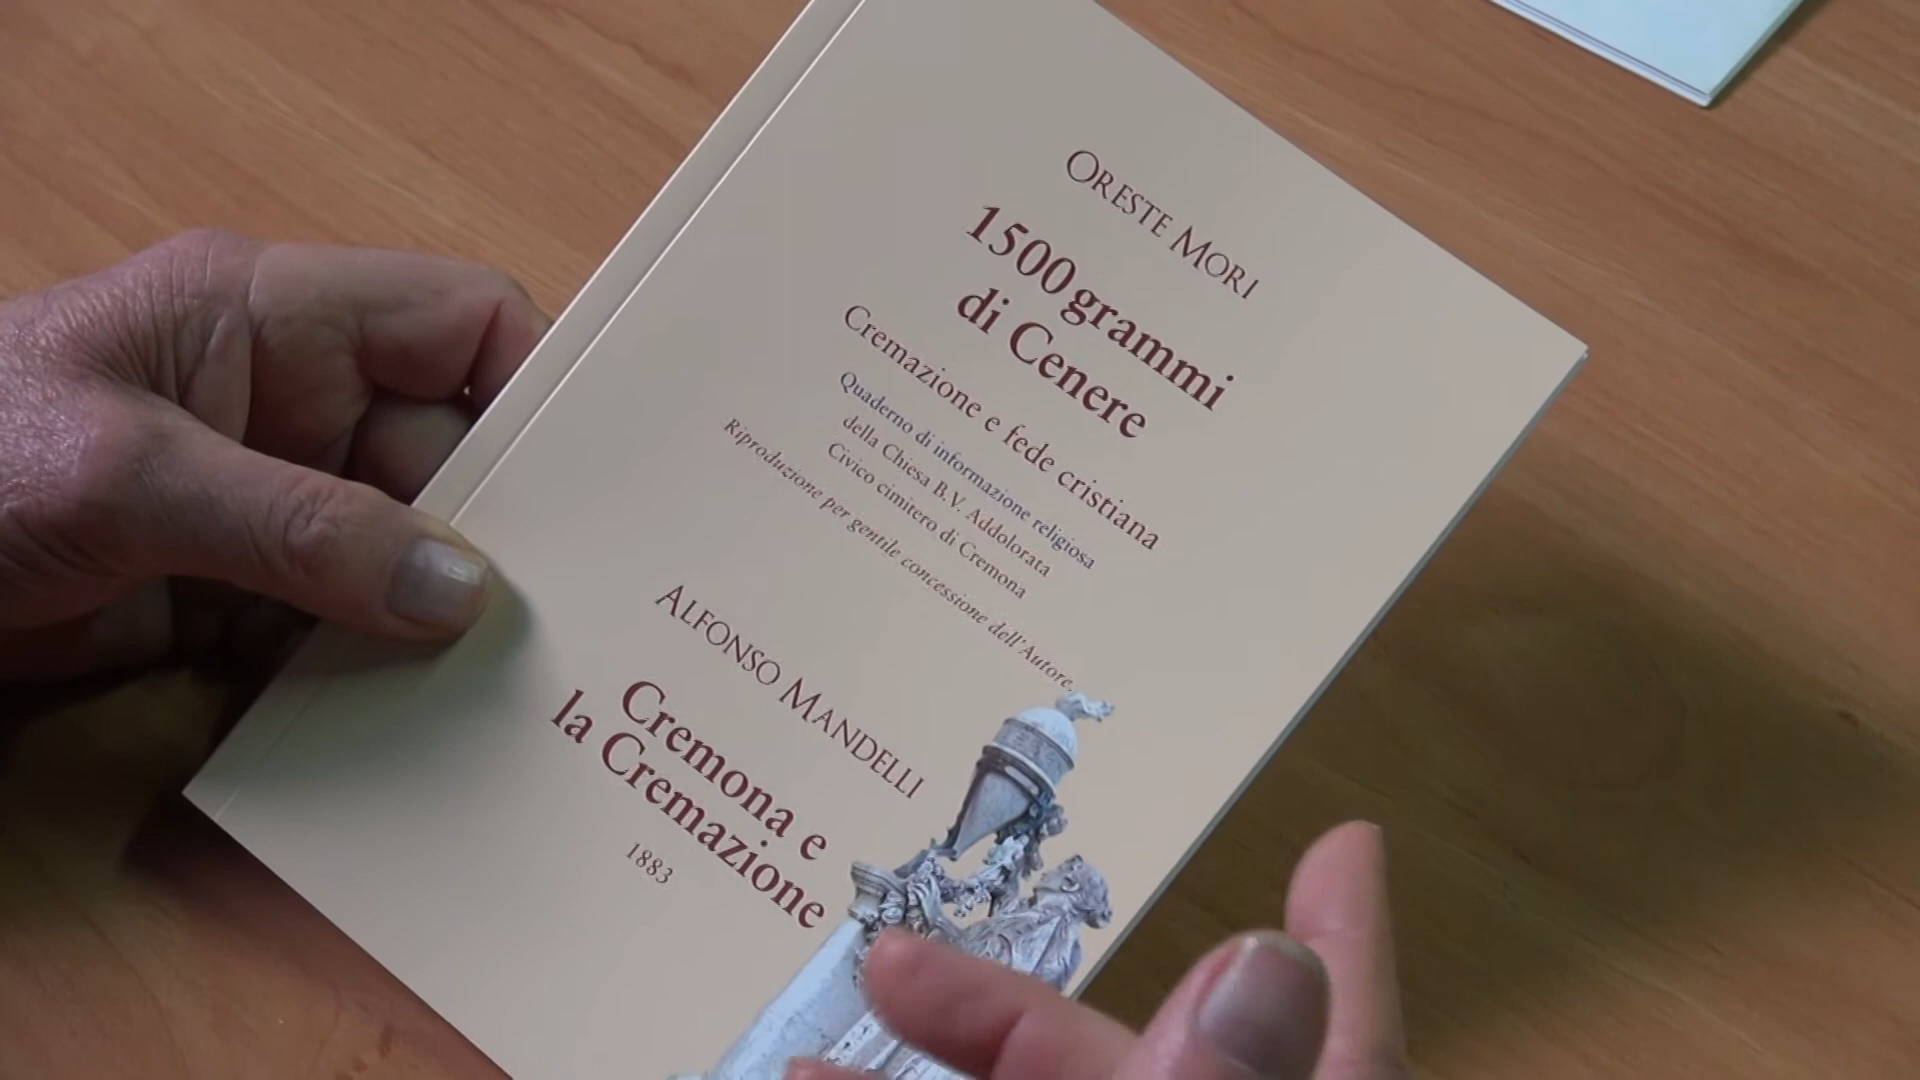 ORESTE MORI
1500 grammi
di Cenere
Cremazione e fede cristiana
Quaderno di informazione religiosa
della Chiesa B.V. Addolorata
Civico cimitero di Cremona
Riproduzione per gentile concessione dell'Autore.
ALFONSO MANDELLI
Cremona e
la Cremazione
1883